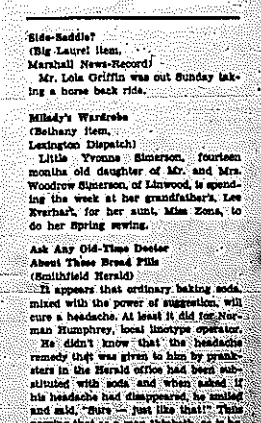 Side-Saddle?
(Big Laurel item,
Marshall News-Record)
Mr. Lola Griffin was out Sunday tak-
ing a horse back ride.
Milady's Wardrobe
(Bethany item,
Lexington Dispatch)
Little Yvonne Simerson, fourteen
months old daughter of Mr. and Mrs.
Woodrow Simerson, of Linwood, is spend-
ing the week at her grandfather's, Lee
Everhart, for her aunt, Miss Zona, to
do her Spring sewing.
Ask Any Old-Time Doctor
About These Bread Pills
(Smithfield Herald)
It appears that ordinary baking soda,
mixed with the power of suggestion, will
cure a headache. At least it did for Nor-
man Humphrey, local linotype operator.
He didn't know that the headache
remedy that was given to him by prank-
sters in the Herald office had been sub-
stituted with soda and when asked if
his headache had disappeared, he smiled
and said, "Sure — just like that!" Thus